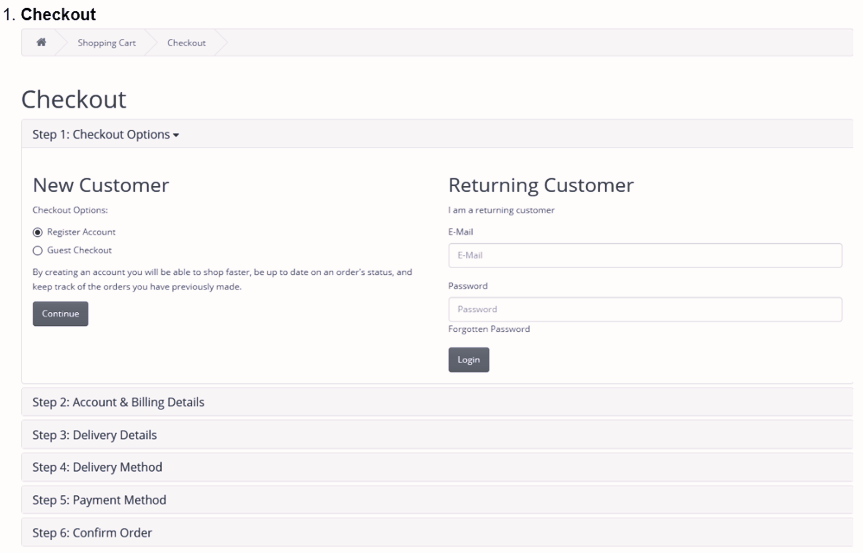 1. Checkout
Shopping Cart
Checkout
Checkout
Step 1: Checkout Options
New Customer
Checkout Options:
Register Account
Guest Checkout
By creating an account you will be able to shop faster, be up to date on an order's status, and
keep track of the orders you have previously made.
Continue
Returning Customer
I am a returning customer
E-Mail
E-Mail
Password
Password
Forgotten Password
Login
Step 2: Account & Billing Details
Step 3: Delivery Details
Step 4: Delivery Method
Step 5: Payment Method
Step 6: Confirm Order